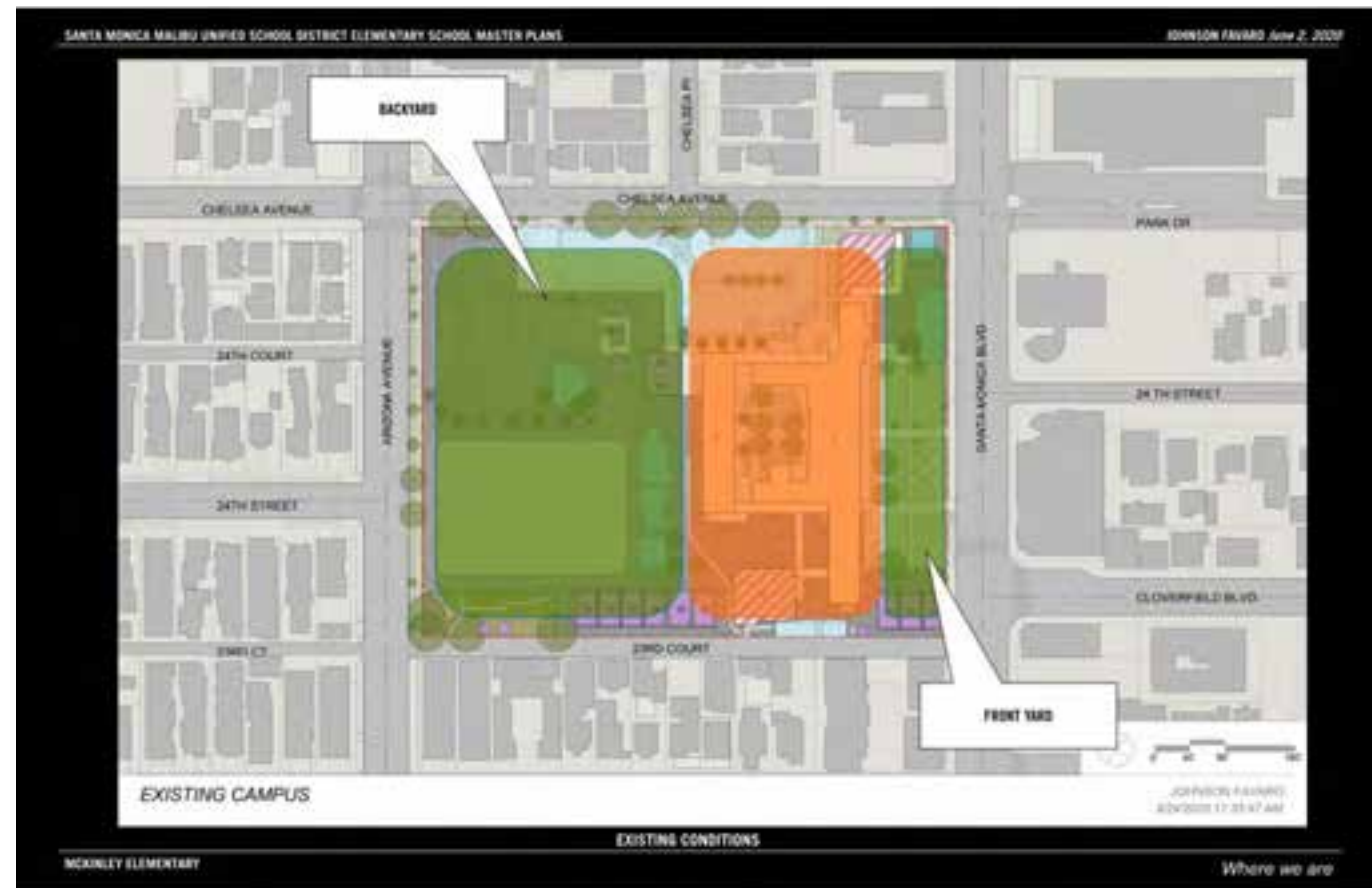 SANTA MONICA MALIBU UNIFIED SCHOOL DISTRICT ELEMENTARY SCHOOL MASTER PLANS
JOHNSON FAVARO June 2, 2020
BACKYARD
CHELSEA PL
CHELSEA AVENUE
CHELSEA AVENUE
PARK DR
24TH COURT
ARIZONA AVENUE
SANTA MONICA BLVD
24 TH STREET
24TH STREET
CLOVERFIELD BLVD.
23RD CT
23RD COURT
FRONT YARD
0
EXISTING CAMPUS
JOHNSON FAVARO
EXISTING CONDITIONS
MCKINLEY ELEMENTARY
Where we are